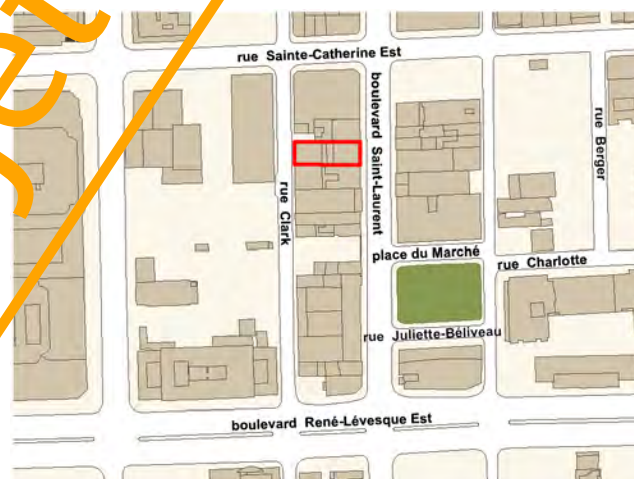 rue Sainte-Catherine Est
boulevard Saint-Laurent
rue Berger
rue Clark
place du Marché
rue Charlotte
rue Juliette-Béliveau
boulevard René-Lévesque Est